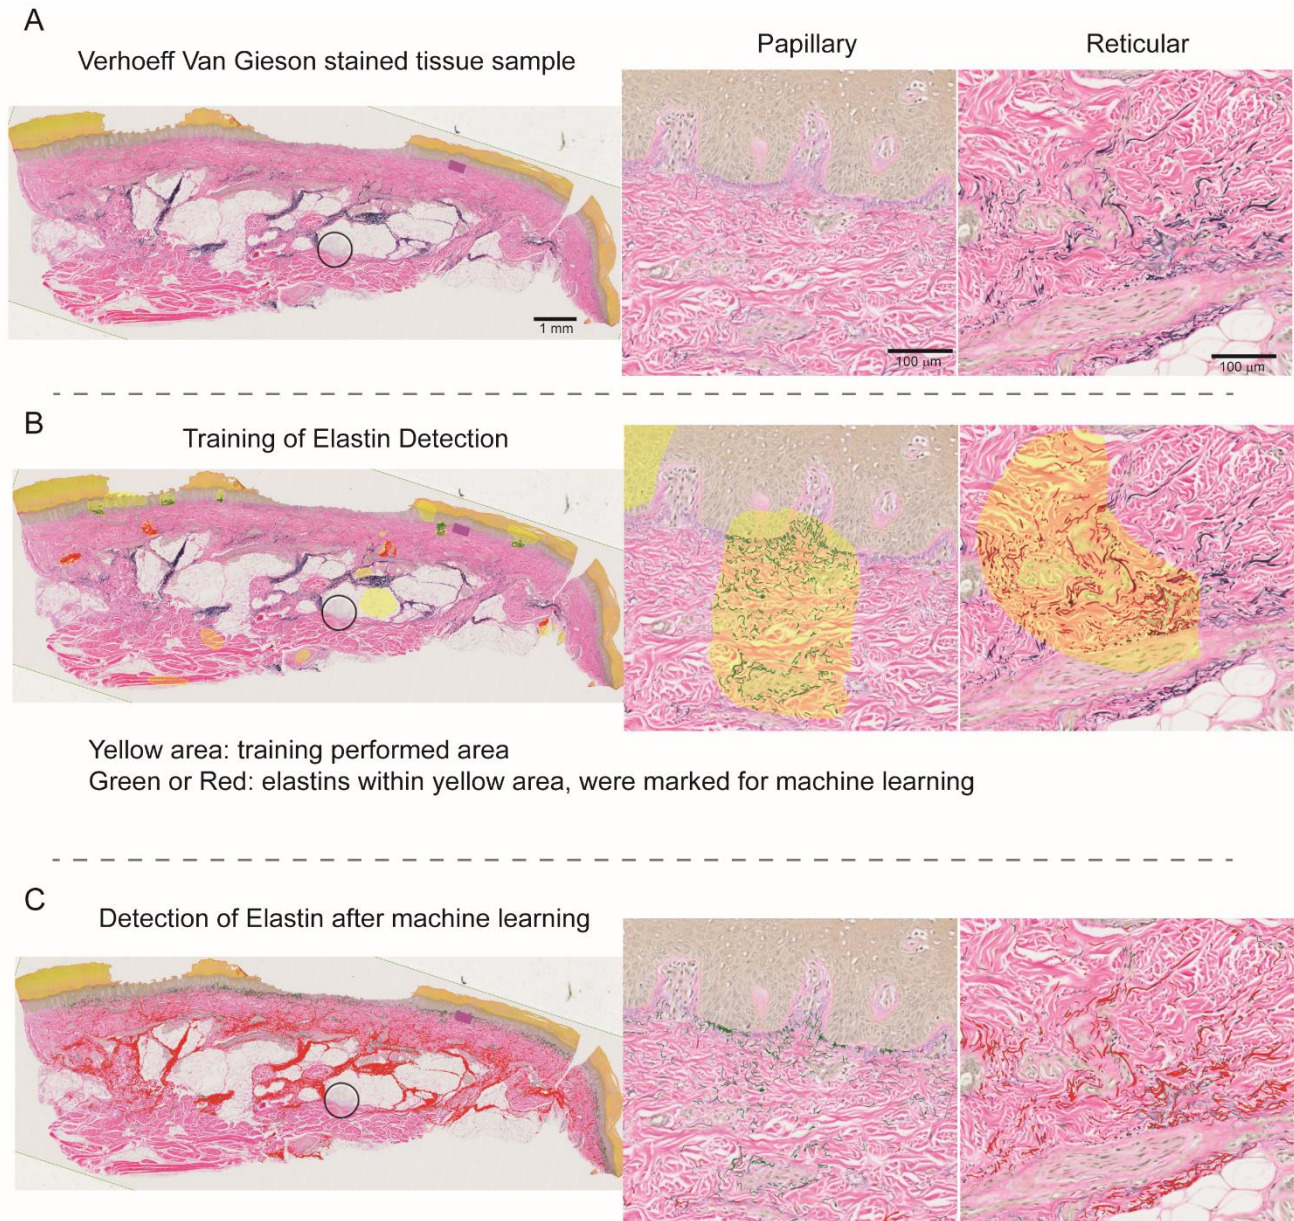 A
Verhoeff Van Gieson stained tissue sample
Papillary
Reticular
1 mm
100 μm
100 μm
B
Training of Elastin Detection
Yellow area: training performed area
Green or Red: elastins within yellow area, were marked for machine learning
C
Detection of Elastin after machine learning